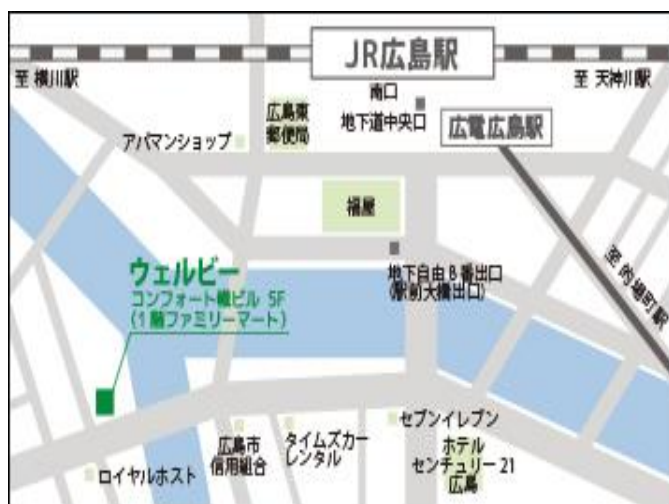 JR広島駅
至 横川駅
南口
至 天神川駅
広島東
郵便局
地下道中央口
広電広島駅
アパマンショップ
福屋
ウェルビー
コンフォート幟ビル 5F
(1階ファミリーマート)
地下自由8番出口
(駅前大橋出口)
至 的場町駅
セブンイレブン
広島市
信用組合
タイムズカー
レンタル
ホテル
センチュリー21
広島
ロイヤルホスト